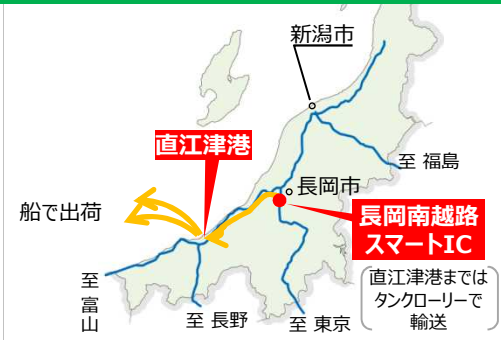 新潟市
直江津港
至 福島
長岡市
船で出荷
長岡南越路
スマートIC
直江津港までは
タンクローリーで
輸送
至
富
山
至 長野
至 東京